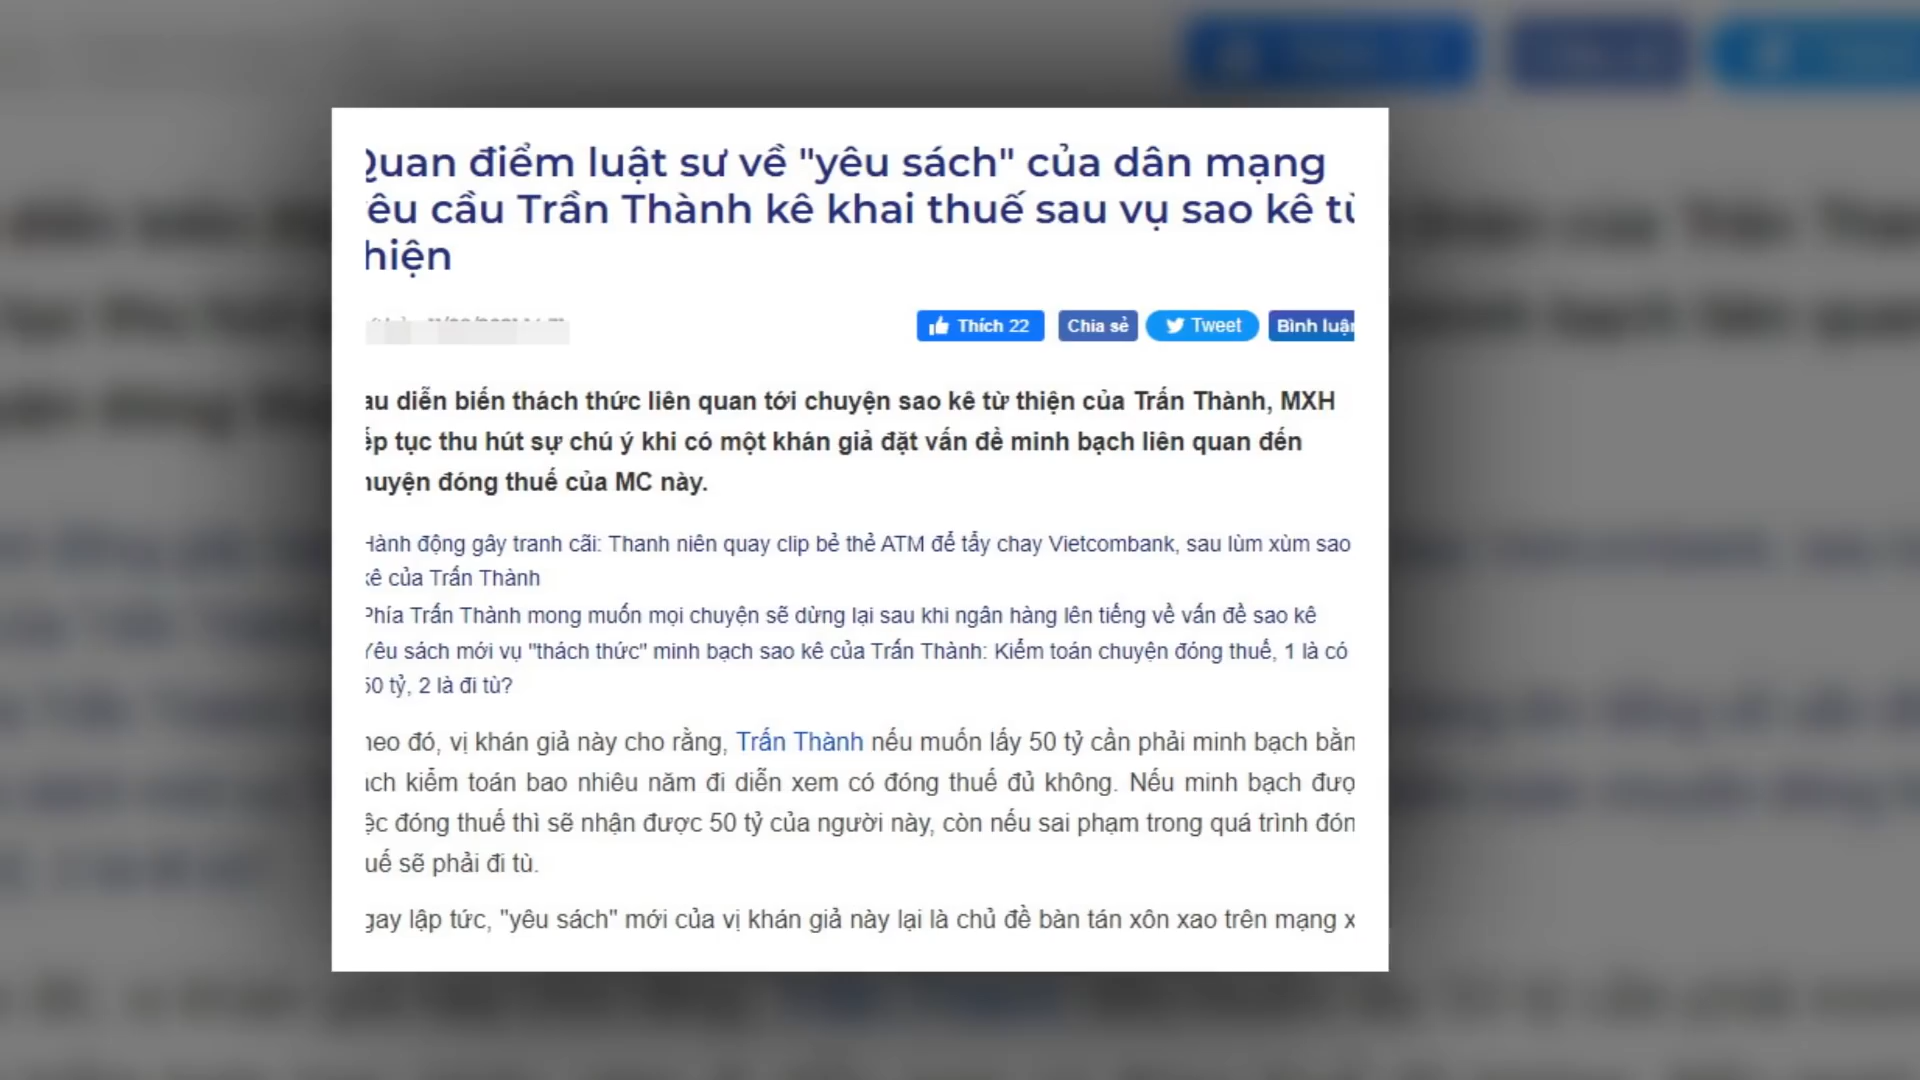 Quan điểm luật sư về "yêu sách" của dân mạng
êu cầu Trần Thành kê khai thuế sau vụ sao kê từ
hiện
Thích 22 Chia sẻ Tweet Bình luận
au diễn biến thách thức liên quan tới chuyện sao kê từ thiện của Trấn Thành, MXH
ếp tục thu hút sự chú ý khi có một khán giả đặt vấn đề minh bạch liên quan đến
huyện đóng thuế của MC này.
Hành động gây tranh cãi: Thanh niên quay clip bẻ thẻ ATM để tẩy chay Vietcombank, sau lùm xùm sao
kê của Trấn Thành
Phía Trấn Thành mong muốn mọi chuyện sẽ dừng lại sau khi ngân hàng lên tiếng về vấn đề sao kê
Yêu sách mới vụ "thách thức" minh bạch sao kê của Trấn Thành: Kiểm toán chuyện đóng thuế, 1 là có
50 tỷ, 2 là đi tù?
heo đó, vị khán giả này cho rằng, Trấn Thành nếu muốn lấy 50 tỷ cần phải minh bạch bằn
ách kiểm toán bao nhiêu năm đi diễn xem có đóng thuế đủ không. Nếu minh bạch đượ
ệc đóng thuế thì sẽ nhận được 50 tỷ của người này, còn nếu sai phạm trong quá trình đón
uế sẽ phải đi tù.
gay lập tức, "yêu sách" mới của vị khán giả này lại là chủ đề bàn tán xôn xao trên mạng x